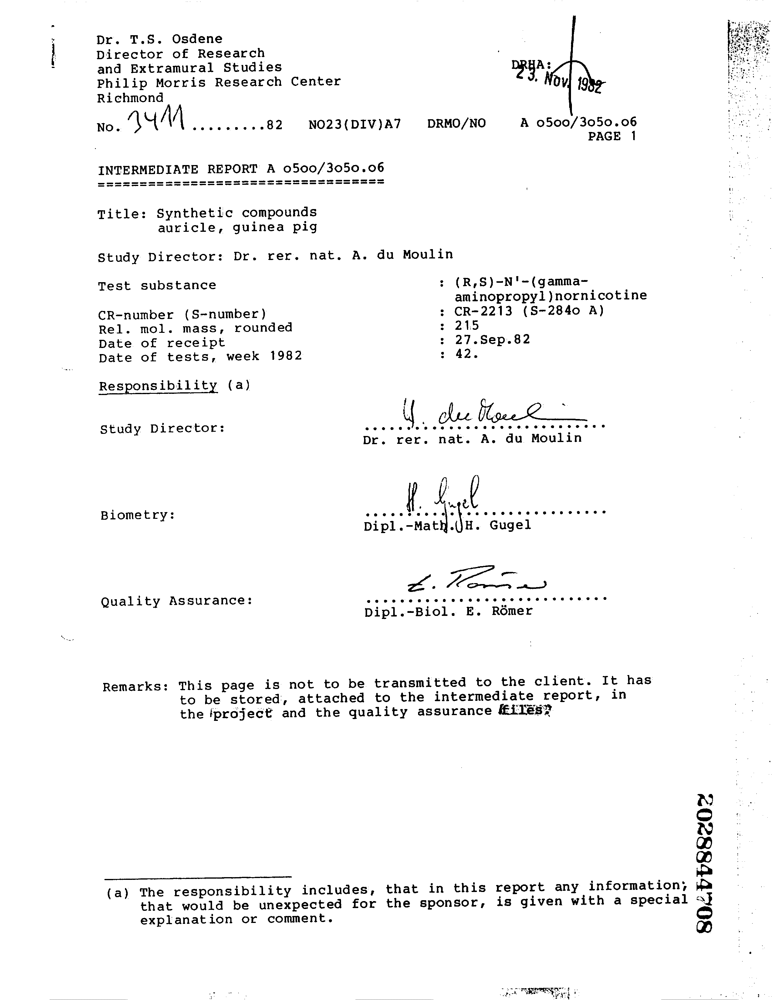 Dr. T.S. Osdene
Director of Research
and Extramural Studies
Philip Morris Research Center
Richmond
DRHA:
23. Nov. 1982
No. 3411 .........82 NO23(DIV)A7 DRMO/NO A o5oo/3o5o.o6
PAGE 1
INTERMEDIATE REPORT A o5oo/3o5o.o6
==================================
Title: Synthetic compounds
auricle, guinea pig
Study Director: Dr. rer. nat. A. du Moulin
Test substance : (R,S)-N'-(gamma-
aminopropyl)nornicotine
CR-number (S-number) : CR-2213 (S-284o A)
Rel. mol. mass, rounded : 215
Date of receipt : 27.Sep.82
Date of tests, week 1982 : 42.
Responsibility (a)
Study Director: ............................
Dr. rer. nat. A. du Moulin
H. Gugel
Biometry: ............................
Dipl.-Math. H. Gugel
E. Römer
Quality Assurance: ............................
Dipl.-Biol. E. Römer
Remarks: This page is not to be transmitted to the client. It has
to be stored, attached to the intermediate report, in
the project and the quality assurance files.
(a) The responsibility includes, that in this report any information,
that would be unexpected for the sponsor, is given with a special
explanation or comment.
2028844708